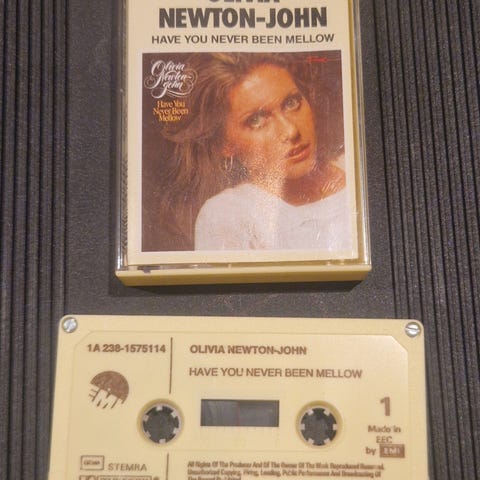 OLIVIA
NEWTON-JOHN
HAVE YOU NEVER BEEN MELLOW
Olivia
Newton-
John
Have You
Never Been
Mellow
1A 238-1575114
OLIVIA NEWTON-JOHN
HAVE YOU NEVER BEEN MELLOW
EMI
1
Made in
EEC
by EMI
STEMRA
All Rights Of The Producer And Of The Owner Of The Work Reproduced Reserved.
Unauthorized Copying, Hiring, Lending, Public Performance And Broadcasting Of